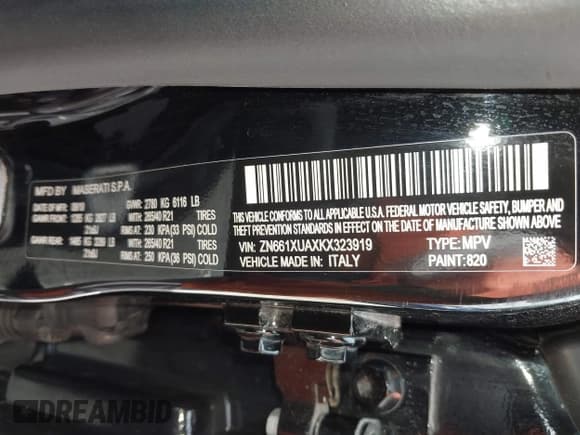 MFD BY MASERATI S.P.A.
GVWR: 2780 KG 6116 LB
WITH 265/40 R21 TIRES
RIMS AT: 230 KPA(33 PSI) COLD
WITH 265/40 R21 TIRES
RIMS AT: 250 KPA(36 PSI) COLD
THIS VEHICLE CONFORMS TO ALL APPLICABLE U.S.A. FEDERAL MOTOR VEHICLE SAFETY, BUMPER AND
THEFT PREVENTION STANDARDS IN EFFECT ON THE DATE OF MANUFACTURE SHOWN ABOVE
VIN: ZN661XUAXKX323919 TYPE: MPV
VEHICLE MADE IN: ITALY PAINT: 820
DREAMBID